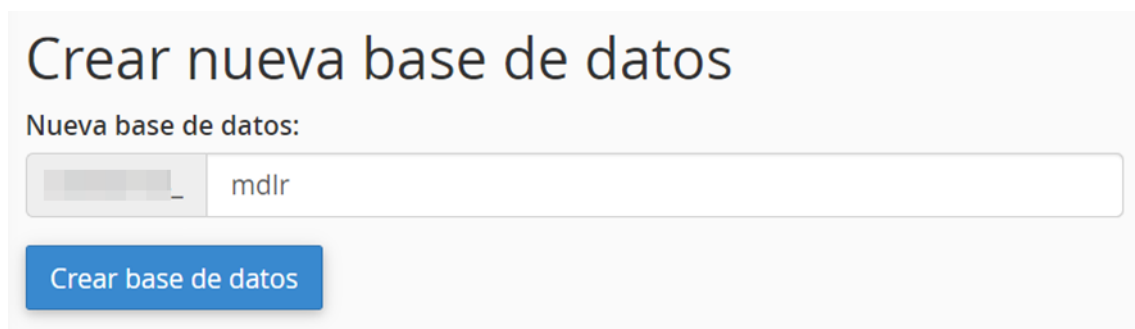 Crear nueva base de datos
Nueva base de datos:
_ mdlr
Crear base de datos